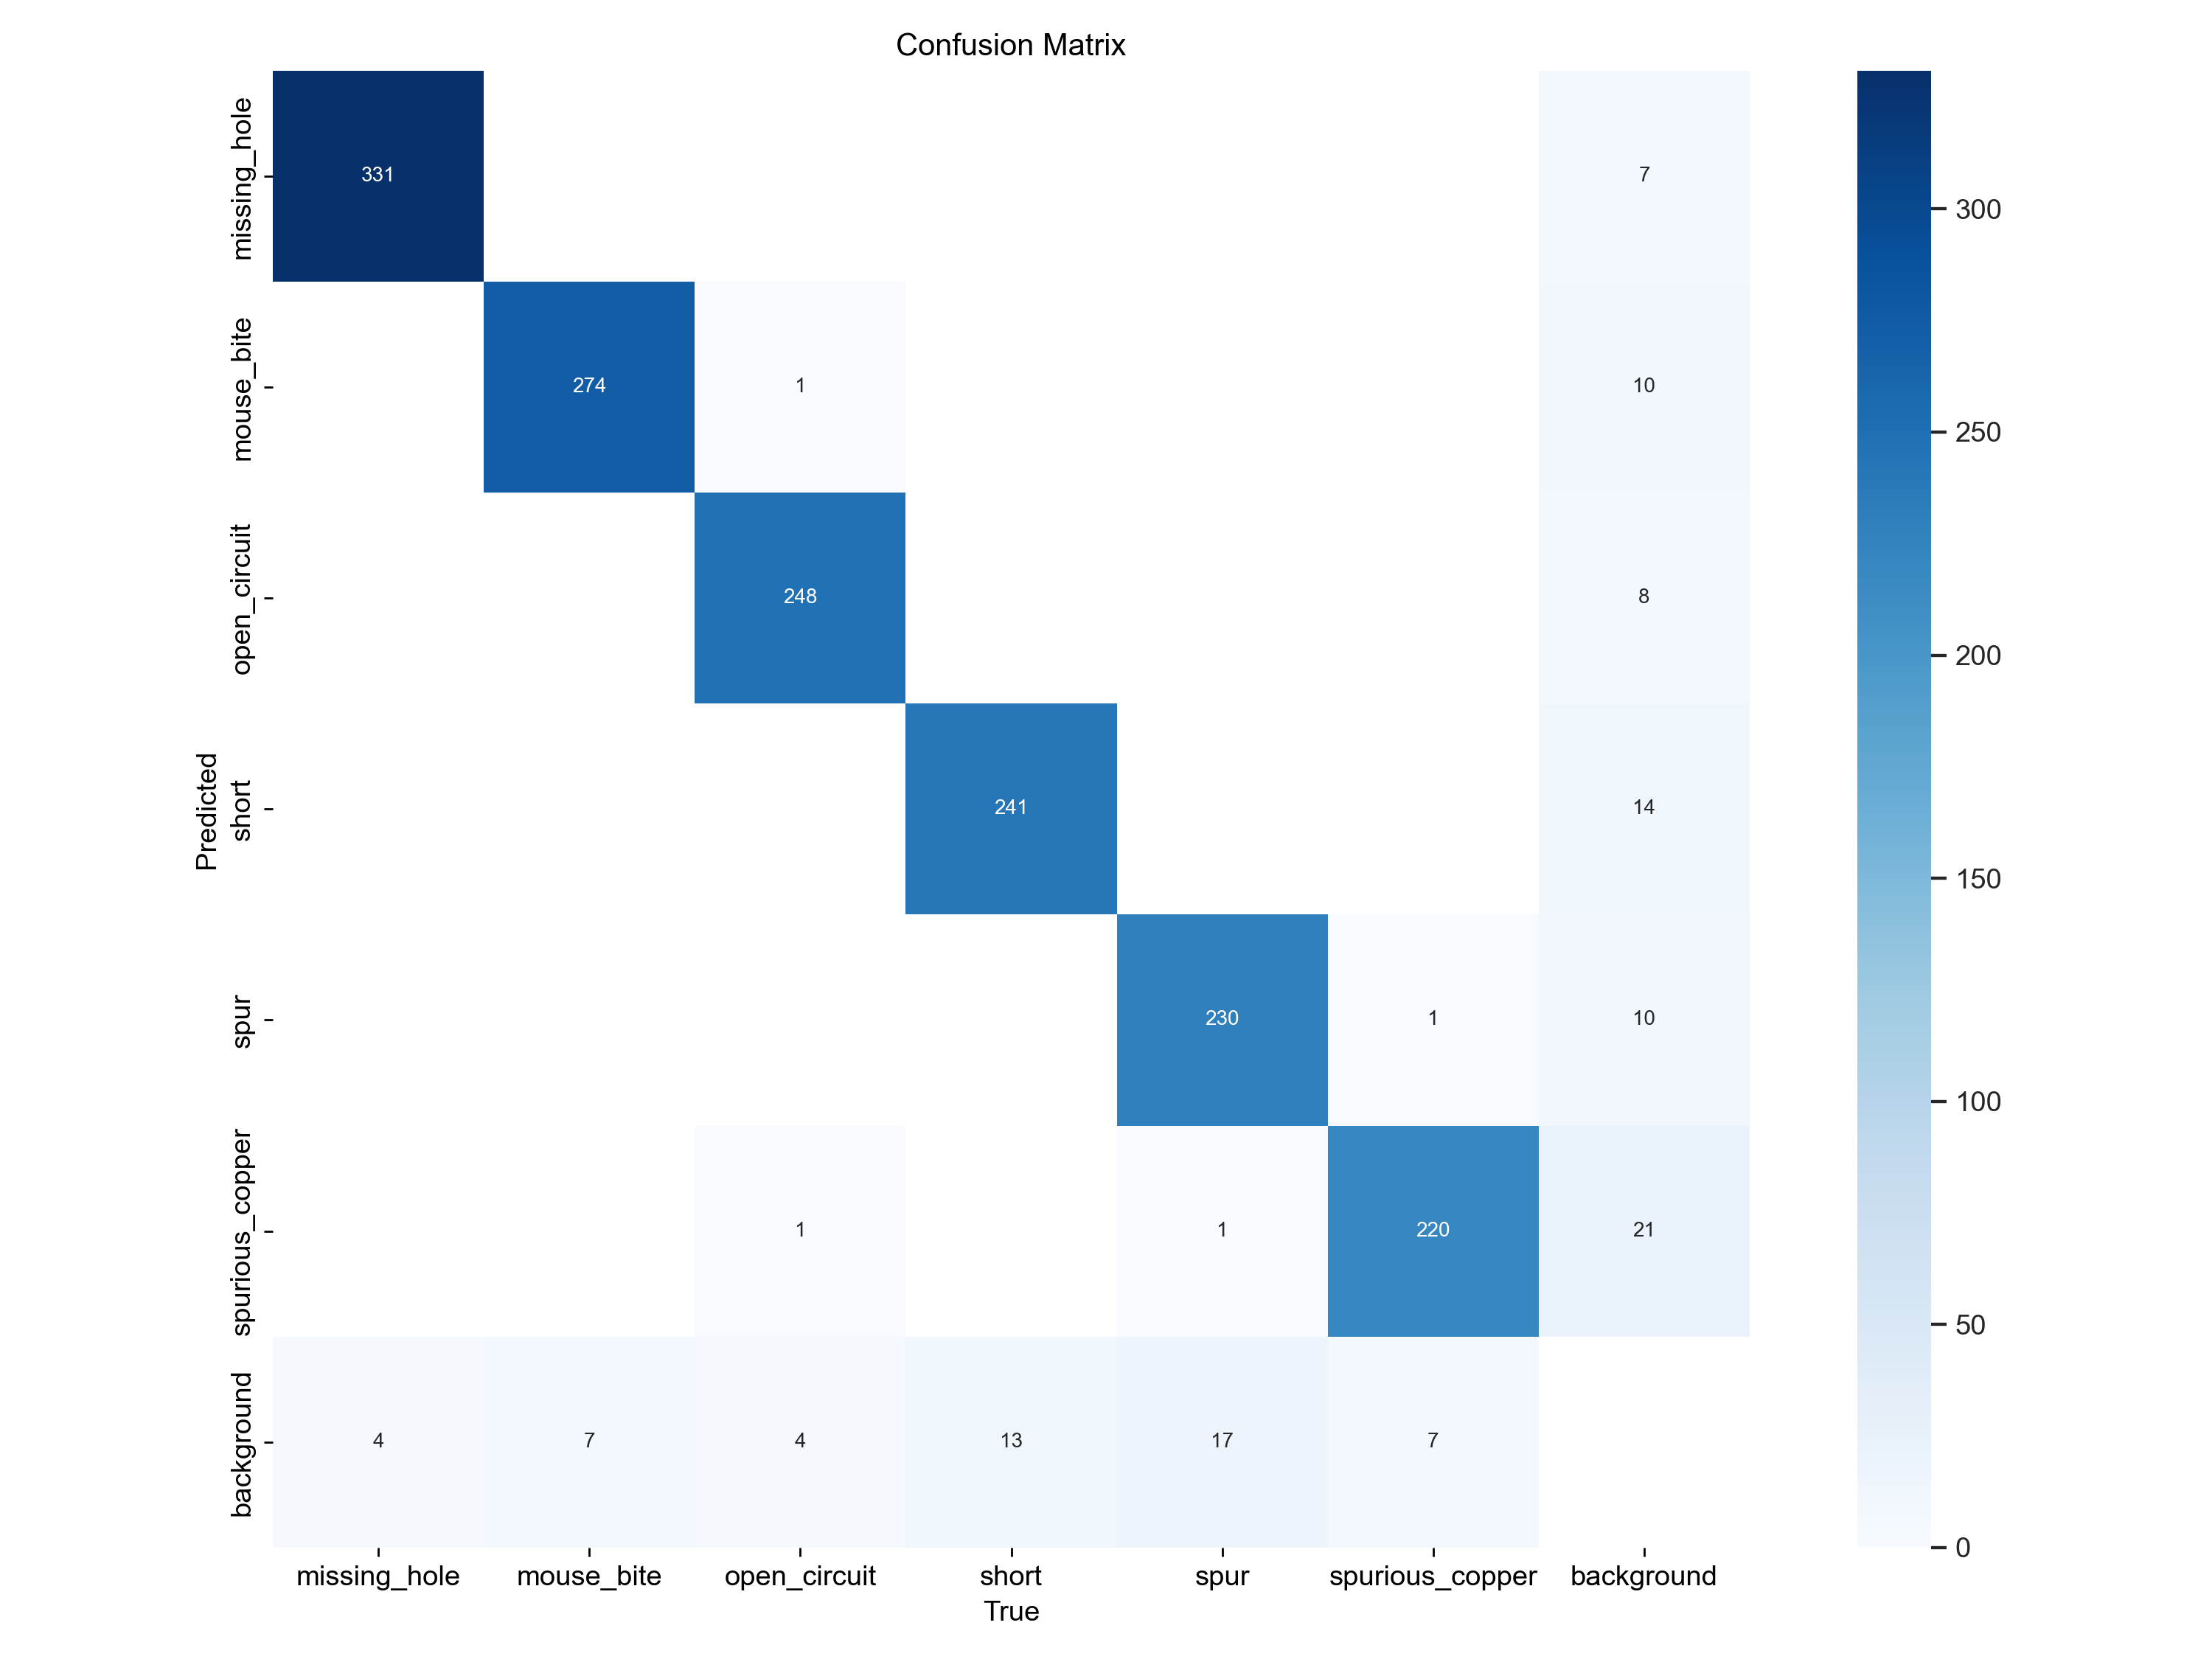 Confusion Matrix
missing_hole
331
7
300
mouse_bite
274
1
10
250
open_circuit
248
8
200
Predicted
short
241
14
150
spur
230
1
10
100
spurious_copper
1
1
220
21
50
background
4
7
4
13
17
7
0
missing_hole
mouse_bite
open_circuit
short
spur
spurious_copper
background
True